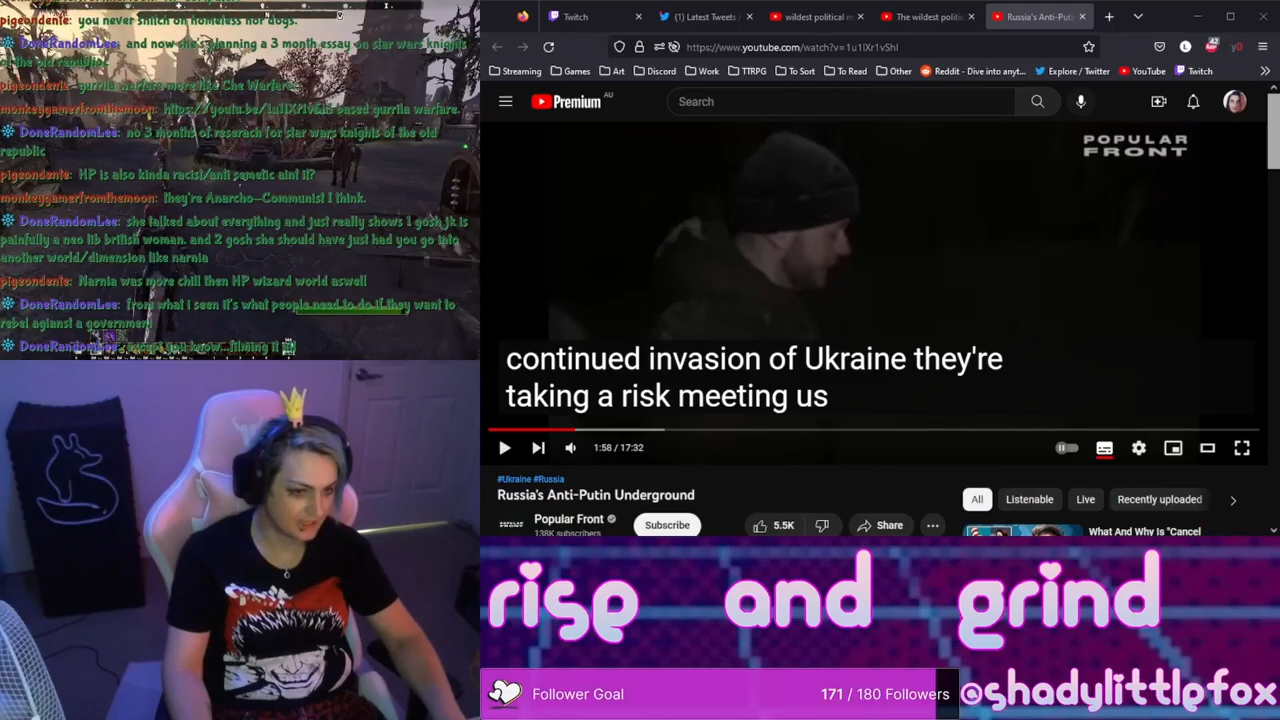 pigeondente: you never snitch on homeless nor dogs.
DoneRandomLee: and now she's planning a 3 month essay on star wars knights
of the old republic
pigeondente: gurrila warfare more like Che Warfare
monkeygamerfromthemoon: based gurrila warfare.
DoneRandomLee: no 3 months of reserach for star wars knights of the old
republic
pigeondente: HP is also kinda racist/anti semetic aint it?
monkeygamerfromthemoon: they're Anarcho-Communist I think.
DoneRandomLee: she talked about everything and just really shows 1 gosh jk is
painfully a neo lib british woman. and 2 gosh she should have just had you go into
another world/dimension like narnia
pigeondente: Narnia was more chill then HP wizard world aswell
DoneRandomLee: from what i seen it's what people need to do if they want to
rebel agianst a government
DoneRandomLee: except you know...filming it all
Twitch
(1) Latest Tweets /
wildest political m
The wildest politic
Russia's Anti-Puti
https://www.youtube.com/watch?v=1u1lXr1vShI
Streaming
Games
Art
Discord
Work
TTRPG
To Sort
To Read
Other
Reddit - Dive into anyt...
Explore / Twitter
YouTube
Twitch
Premium AU
Search
POPULAR
FRONT
continued invasion of Ukraine they're
taking a risk meeting us
1:58 / 17:32
#Ukraine #Russia
Russia's Anti-Putin Underground
Popular Front
138K subscribers
Subscribe
5.5K
Share
All
Listenable
Live
Recently uploaded
What And Why Is "Cancel
rise and grind
Follower Goal
171 / 180 Followers
@shadylittlefox